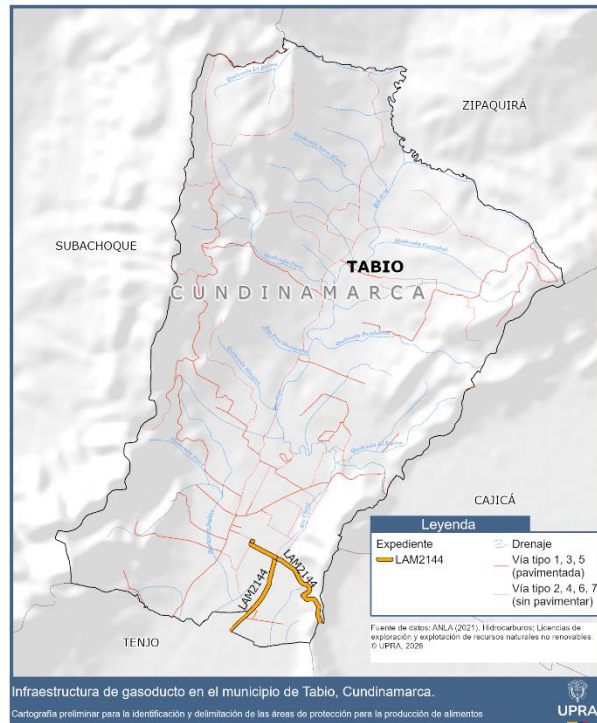 ZIPAQUIRÁ
SUBACHOQUE
TABIO
CUNDINAMARCA
CAJICÁ
TENJO
LAM2144
LAM2144
Leyenda
Expediente
LAM2144
Drenaje
Vía tipo 1, 3, 5
(pavimentada)
Vía tipo 2, 4, 6, 7
(sin pavimentar)
Fuente de datos: ANLA (2021). Hidrocarburos; Licencias de
exploración y explotación de recursos naturales no renovables.
© UPRA, 2026
Infraestructura de gasoducto en el municipio de Tabio, Cundinamarca.
Cartografía preliminar para la identificación y delimitación de las áreas de protección para la producción de alimentos
UPRA